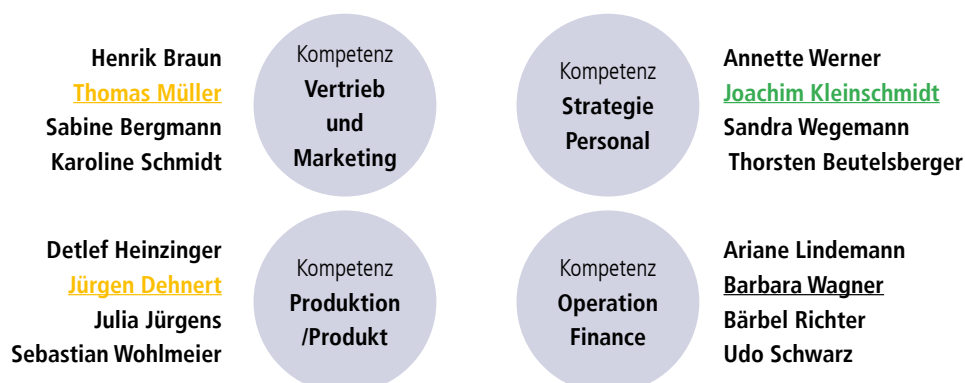 Henrik Braun
Thomas Müller
Sabine Bergmann
Karoline Schmidt
Kompetenz
Vertrieb
und
Marketing
Kompetenz
Strategie
Personal
Annette Werner
Joachim Kleinschmidt
Sandra Wegemann
Thorsten Beutelsberger
Detlef Heinzinger
Jürgen Dehnert
Julia Jürgens
Sebastian Wohlmeier
Kompetenz
Produktion
/Produkt
Kompetenz
Operation
Finance
Ariane Lindemann
Barbara Wagner
Bärbel Richter
Udo Schwarz